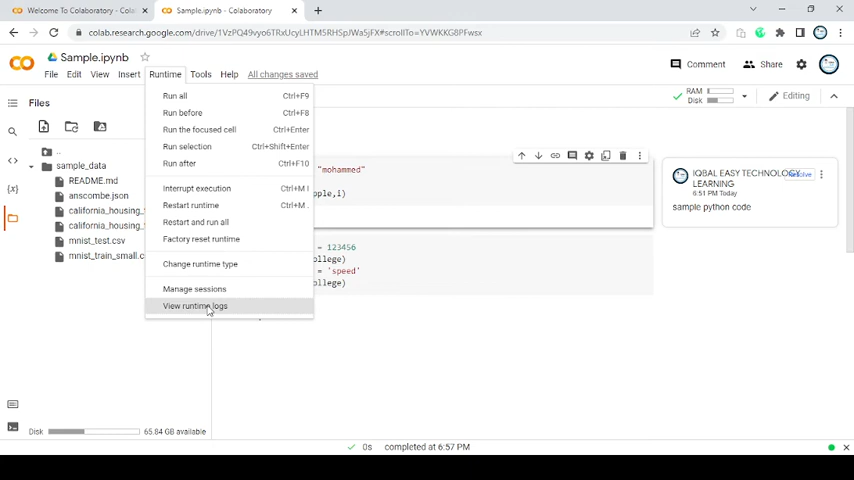 Welcome To Colaboratory - Cola
Sample.ipynb - Colaboratory
colab.research.google.com/drive/1VzPQ49vyo6TRxUcyLHTM5RHSJWa5jFX#scrollTo=YVWKKG8PFwsx
Sample.ipynb
File Edit View Insert Runtime Tools Help All changes saved
Comment Share
Files
RAM
Disk
Editing
Run all Ctrl+F9
Run before Ctrl+F8
Run the focused cell Ctrl+Enter
Run selection Ctrl+Shift+Enter
Run after Ctrl+F10
Interrupt execution Ctrl+M I
Restart runtime Ctrl+M .
Restart and run all
Factory reset runtime
Change runtime type
Manage sessions
View runtime logs
..
sample_data
README.md
anscombe.json
california_housing_
california_housing_
mnist_test.csv
mnist_train_small.c
"mohammed"
pple,i)
= 123456
ollege)
= 'speed'
ollege)
IQBAL EASY TECHNOLOGY
LEARNING
Resolve
6:51 PM Today
sample python code
Disk 65.84 GB available
0s completed at 6:57 PM